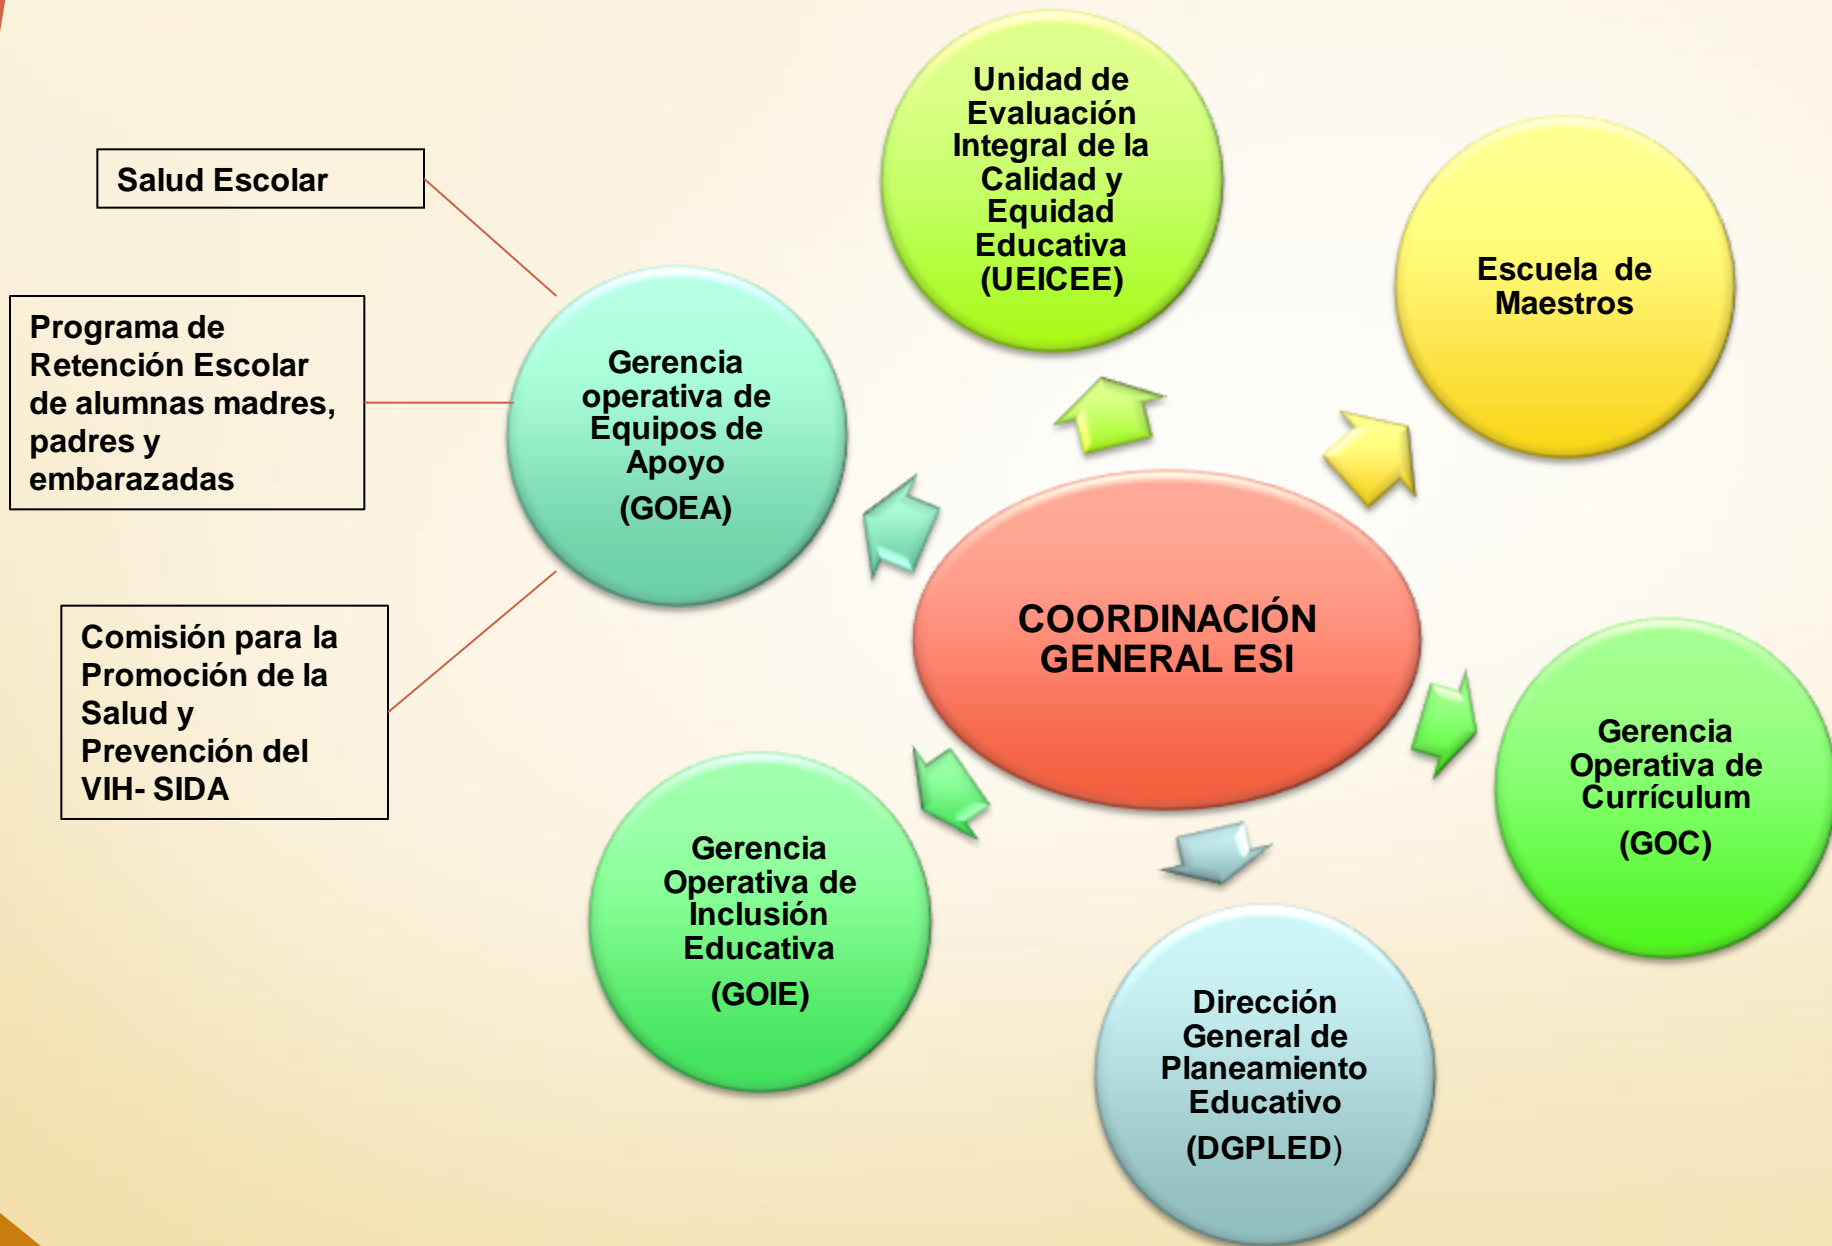 Unidad de
Evaluación
Integral de la
Calidad y
Equidad
Educativa
(UEICEE)
Salud Escolar
Escuela de
Maestros
Programa de
Retención Escolar
de alumnas madres,
padres y
embarazadas
Gerencia
operativa de
Equipos de
Apoyo
(GOEA)
COORDINACIÓN
GENERAL ESI
Comisión para la
Promoción de la
Salud y
Prevención del
VIH- SIDA
Gerencia
Operativa de
Currículum
(GOC)
Gerencia
Operativa de
Inclusión
Educativa
(GOIE)
Dirección
General de
Planeamiento
Educativo
(DGPLED)